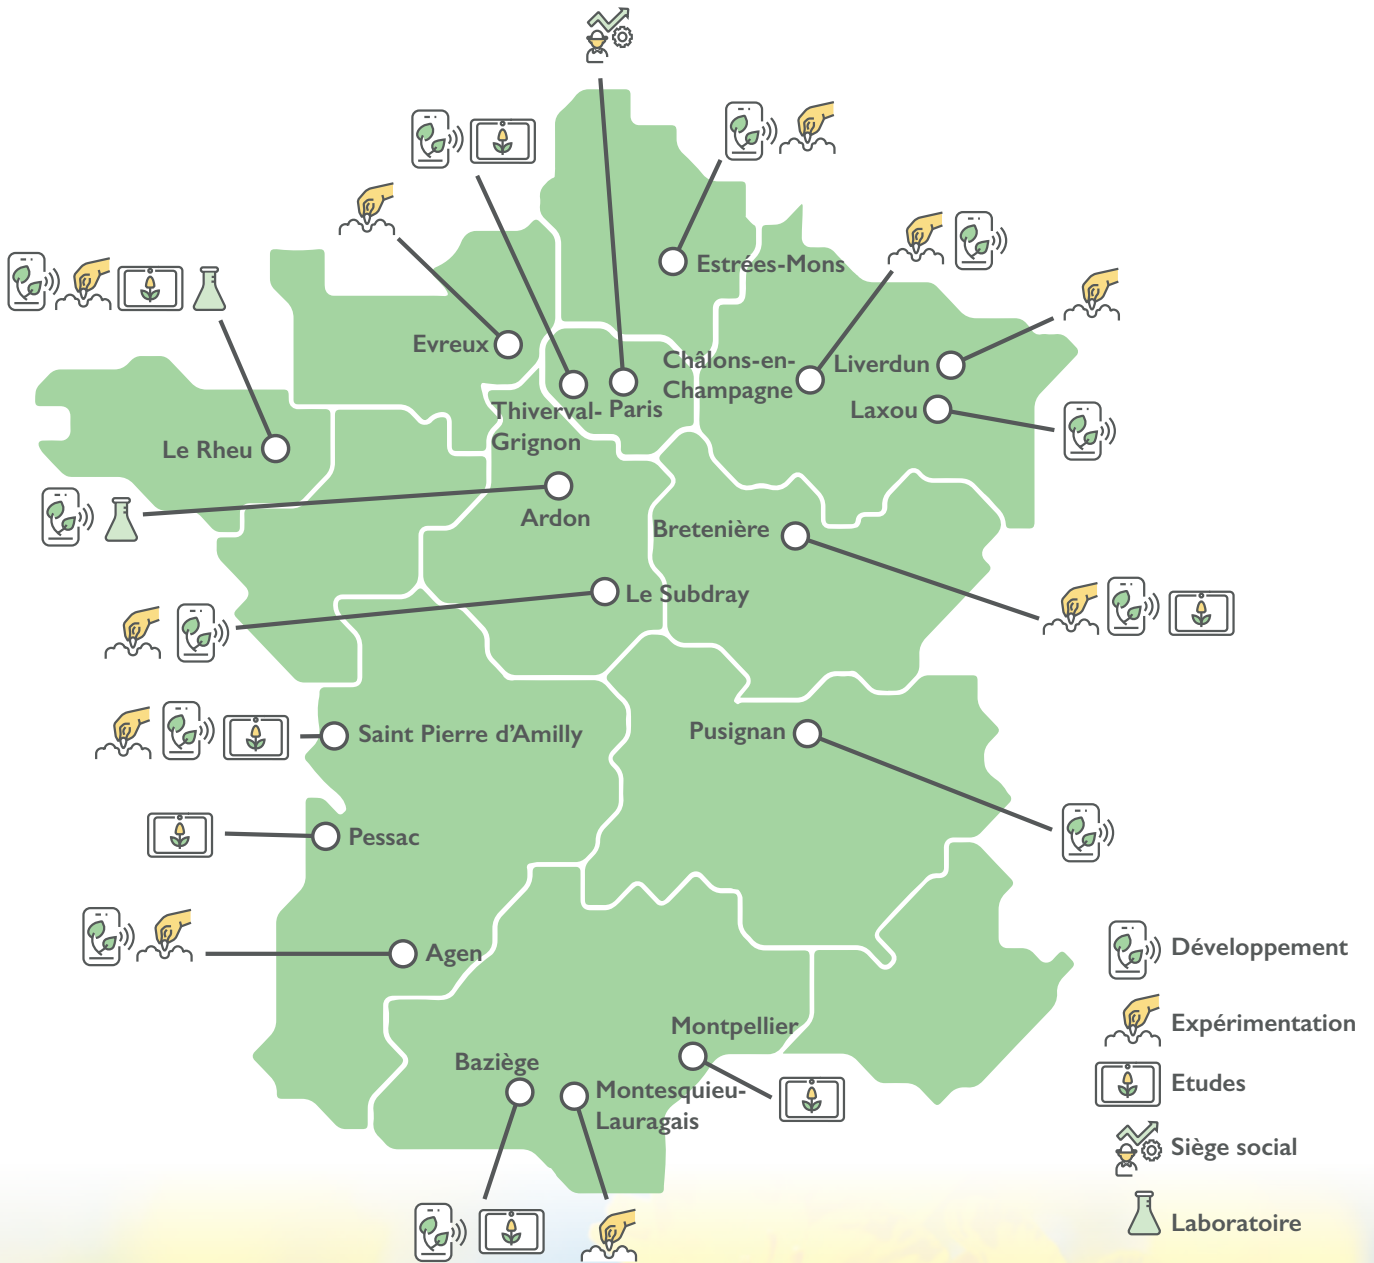 Estrées-Mons
Evreux
Châlons-en-
Champagne
Liverdun
Thiverval-
Grignon
Paris
Laxou
Le Rheu
Ardon
Bretenière
Le Subdray
Saint Pierre d'Amilly
Pusignan
Pessac
Agen
Montpellier
Baziège
Montesquieu-
Lauragais
Développement
Expérimentation
Etudes
Siège social
Laboratoire